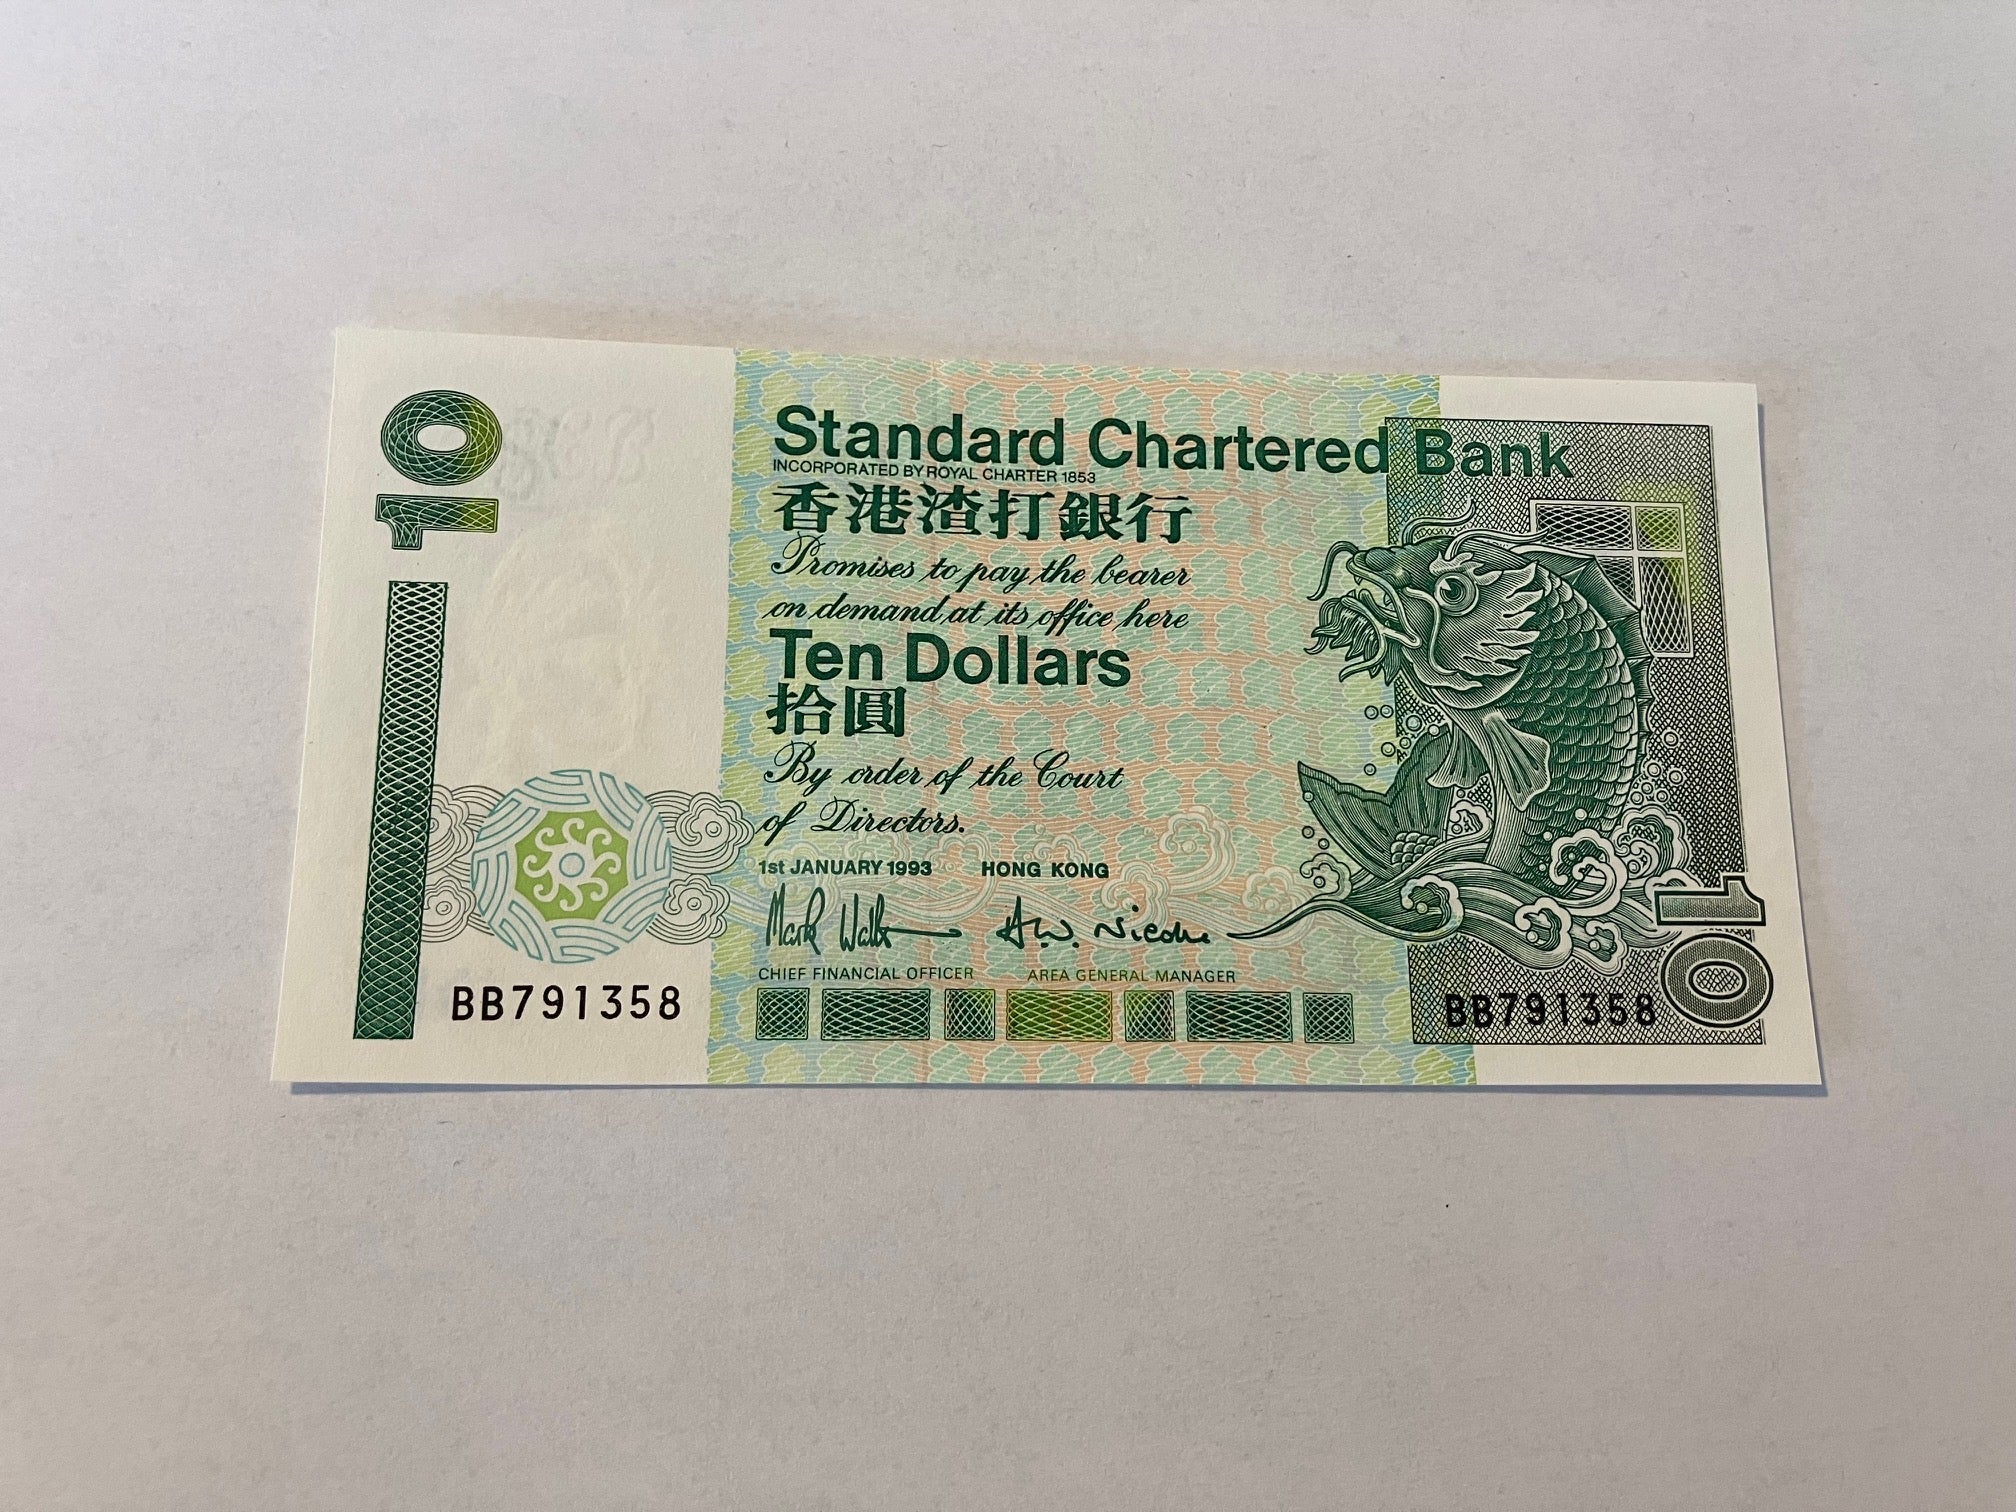 10
Standard Chartered Bank
INCORPORATED BY ROYAL CHARTER 1853
香港渣打銀行
Promises to pay the bearer
on demand at its office here
Ten Dollars
拾圓
By order of the Court
of Directors.
1st JANUARY 1993 HONG KONG
Mark
CHIEF FINANCIAL OFFICER AREA GENERAL MANAGER
BB791358
BB791358
10